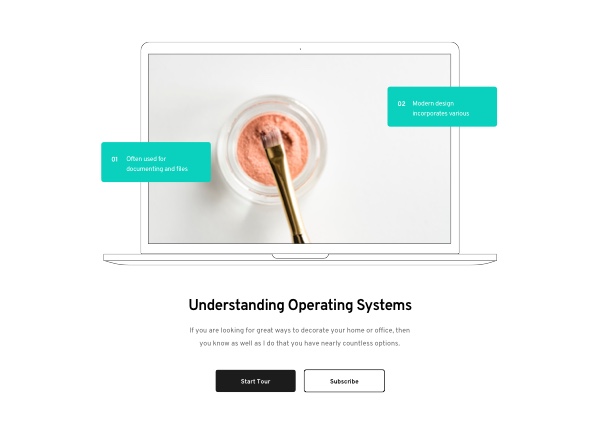 02 Modern design
incorporates various
01 Often used for
documenting and files
Understanding Operating Systems
If you are looking for great ways to decorate your home or office, then
you know as well as I do that you have nearly countless options.
Start Tour
Subscribe